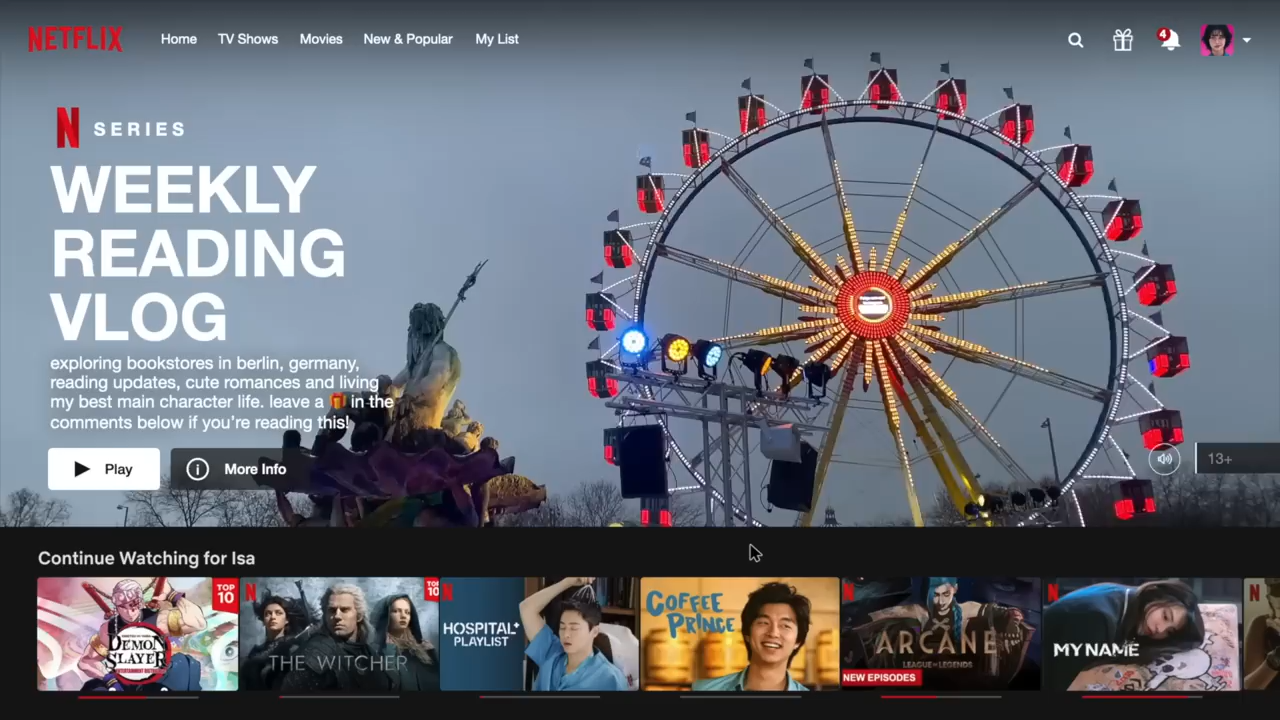 NETFLIX
Home
TV Shows
Movies
New & Popular
My List
4
N SERIES
WEEKLY
READING
VLOG
exploring bookstores in berlin, germany,
reading updates, cute romances and living
my best main character life. leave a 🎁 in the
comments below if you're reading this!
Play
More Info
13+
Continue Watching for Isa
TOP
10
DEMON
SLAYER
N
TOP
10
THE WITCHER
N
HOSPITAL
PLAYLIST
COFFEE
PRINCE
N
ARCANE
LEAGUE OF LEGENDS
NEW EPISODES
N
MY NAME
N